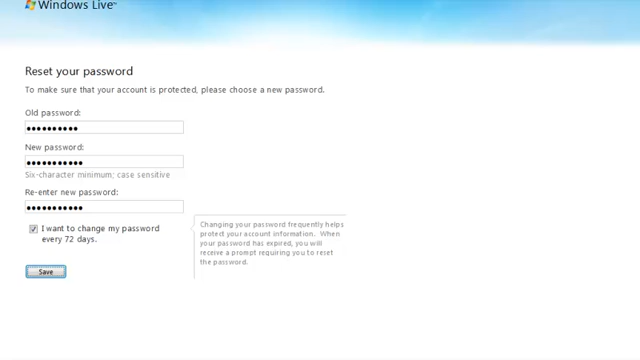 Windows Live™
Reset your password
To make sure that your account is protected, please choose a new password.
Old password:
••••••••••
New password:
•••••••••••
Six-character minimum; case sensitive
Re-enter new password:
•••••••••••
I want to change my password
every 72 days.
Changing your password frequently helps
protect your account information. When
your password has expired, you will
receive a prompt requiring you to reset
the password.
Save